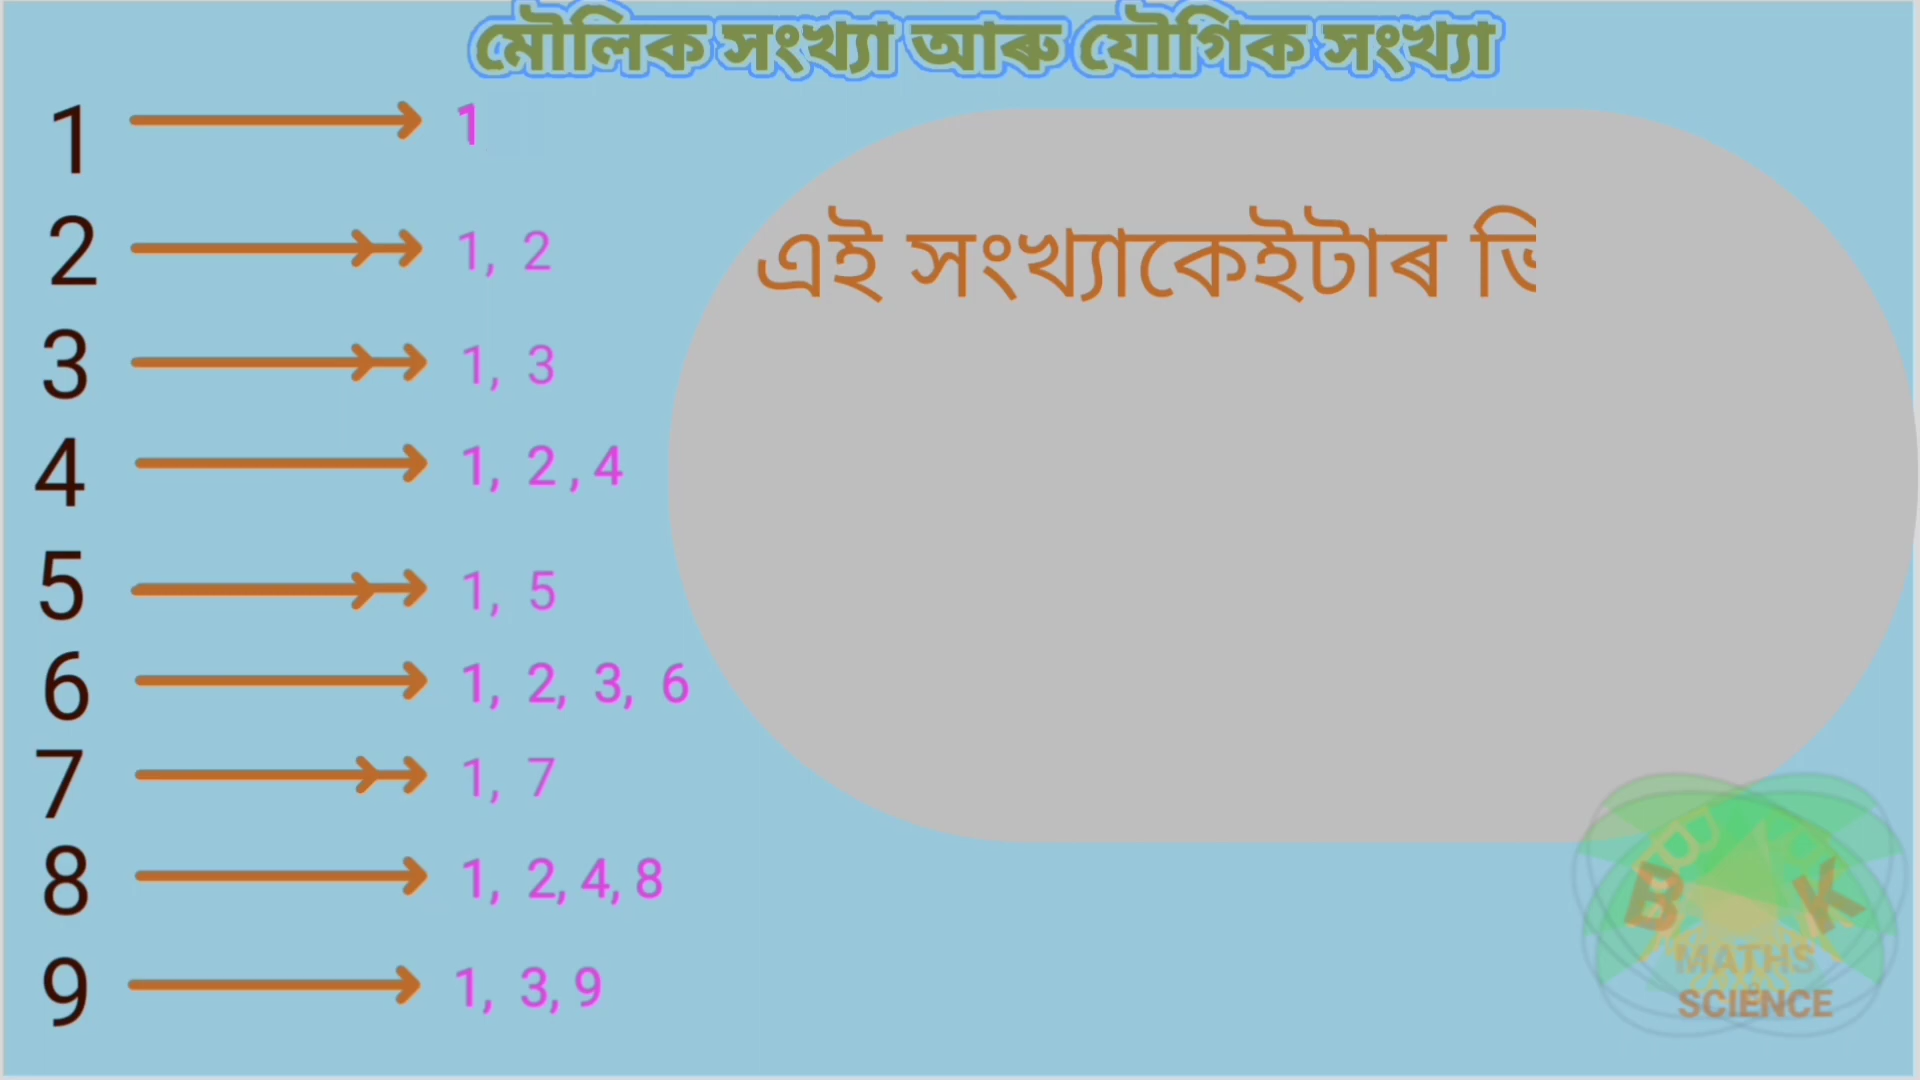 মৌলিক সংখ্যা আৰু যৌগিক সংখ্যা
1 1
2 1, 2
3 1, 3
4 1, 2 , 4
5 1, 5
6 1, 2, 3, 6
7 1, 7
8 1, 2, 4, 8
9 1, 3, 9
এই সংখ্যাকেইটাৰ
B K
MATHS
SCIENCE